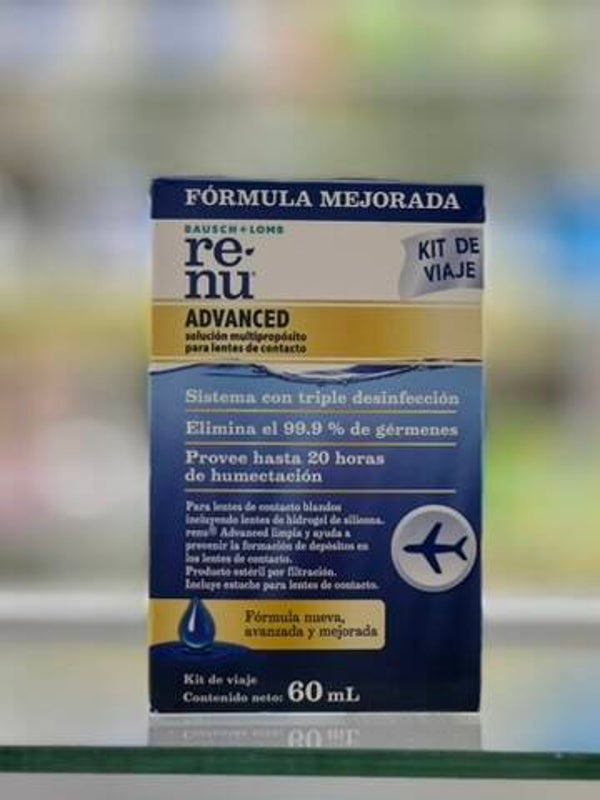 FÓRMULA MEJORADA
BAUSCH + LOMB
re
nu®
KIT DE
VIAJE
ADVANCED
solución multipropósito
para lentes de contacto
Sistema con triple desinfección
Elimina el 99.9 % de gérmenes
Provee hasta 20 horas
de humectación
Para lentes de contacto blandos
incluyendo lentes de hidrogel de silicona.
renu® Advanced limpia y ayuda a
prevenir la formación de depósitos en
los lentes de contacto.
Producto estéril por filtración.
Incluye estuche para lentes de contacto.
Fórmula nueva,
avanzada y mejorada
Kit de viaje
Contenido neto: 60 mL